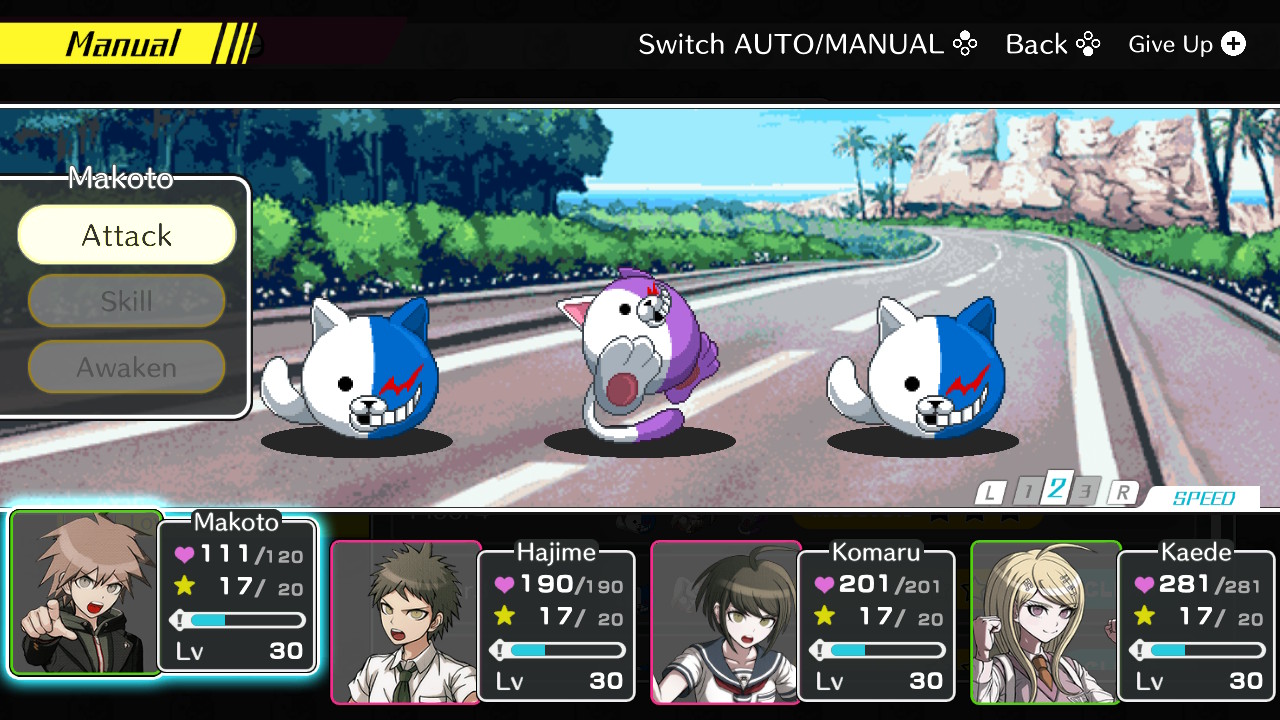 Manual
Switch AUTO/MANUAL
Back
Give Up
Makoto
Attack
Skill
Awaken
L 1 2 3 R SPEED
Makoto
111/120
17/ 20
Lv 30
Hajime
190/190
17/ 20
Lv 30
Komaru
201/201
17/ 20
Lv 30
Kaede
281/281
17/ 20
Lv 30